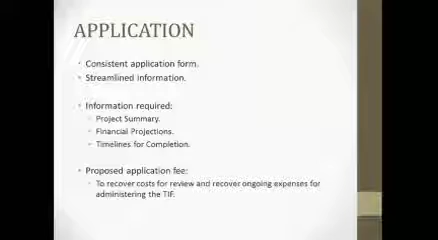 APPLICATION
Consistent application form.
Streamlined information.
Information required:
Project Summary.
Financial Projections.
Timelines for Completion.
Proposed application fee:
To recover costs for review and recover ongoing expenses for
administering the TIF.